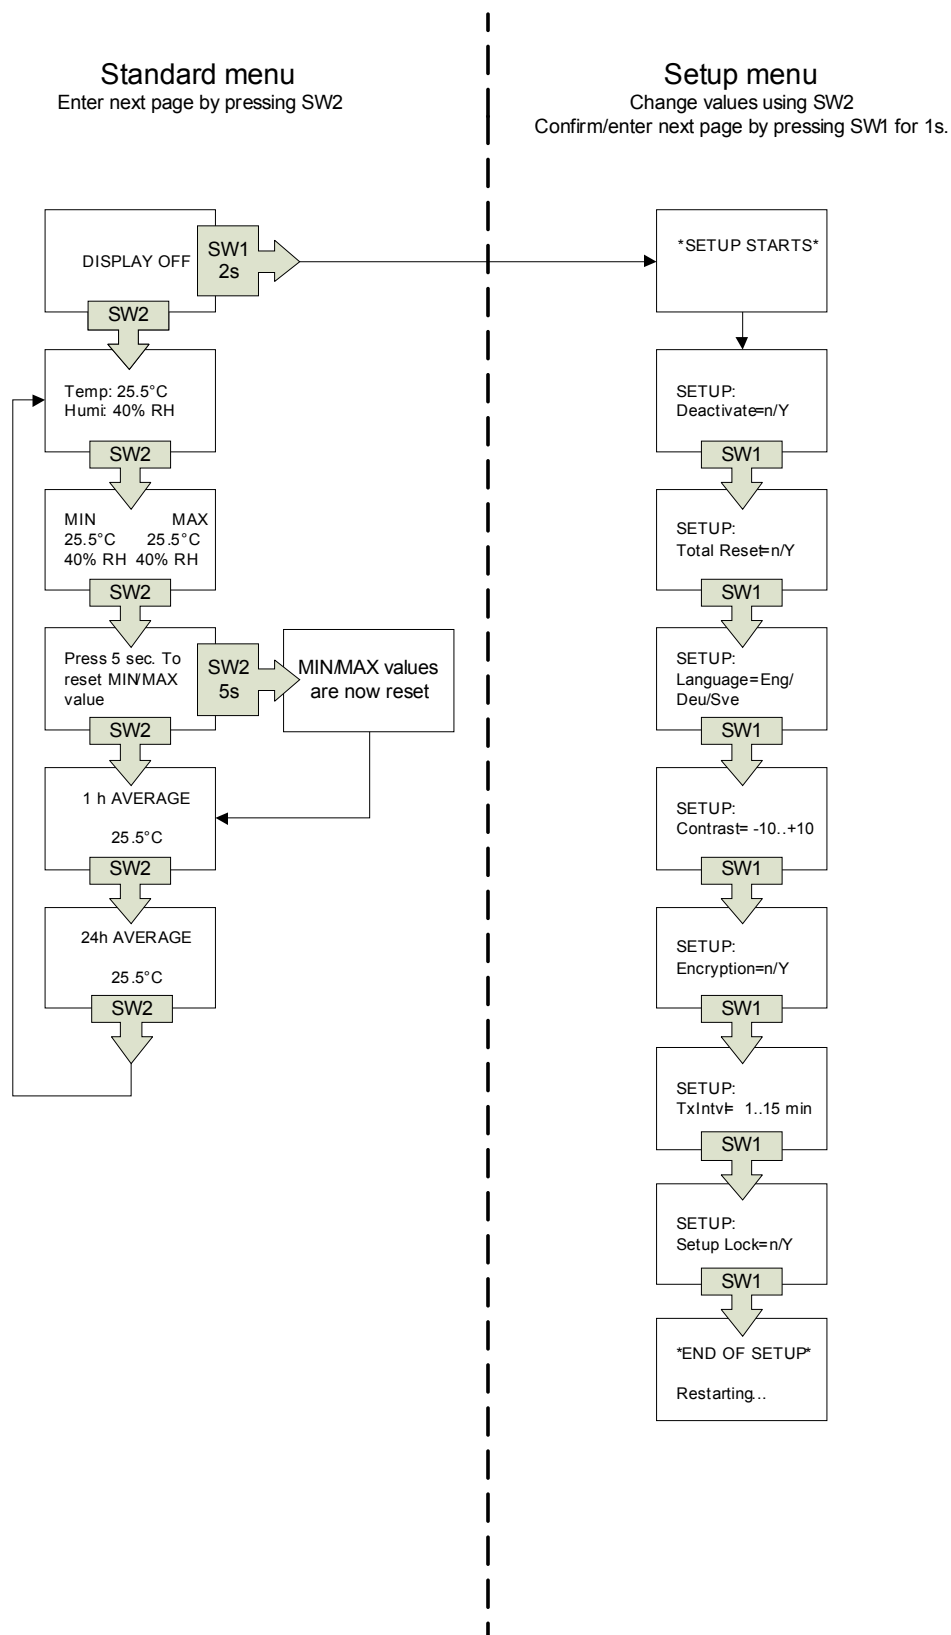 Standard menu
Enter next page by pressing SW2
DISPLAY OFF
SW1
2s
SW2
Temp: 25.5°C
Humi: 40% RH
SW2
MIN MAX
25.5°C 25.5°C
40% RH 40% RH
SW2
Press 5 sec. To
reset MIN/MAX
value
SW2
5s
MIN/MAX values
are now reset
SW2
1 h AVERAGE
25.5°C
SW2
24h AVERAGE
25.5°C
SW2
Setup menu
Change values using SW2
Confirm/enter next page by pressing SW1 for 1s.
*SETUP STARTS*
SETUP:
Deactivate=n/Y
SW1
SETUP:
Total Reset=n/Y
SW1
SETUP:
Language=Eng/
Deu/Sve
SW1
SETUP:
Contrast= -10..+10
SW1
SETUP:
Encryption=n/Y
SW1
SETUP:
TxIntvl= 1..15 min
SW1
SETUP:
Setup Lock=n/Y
SW1
*END OF SETUP*
Restarting...